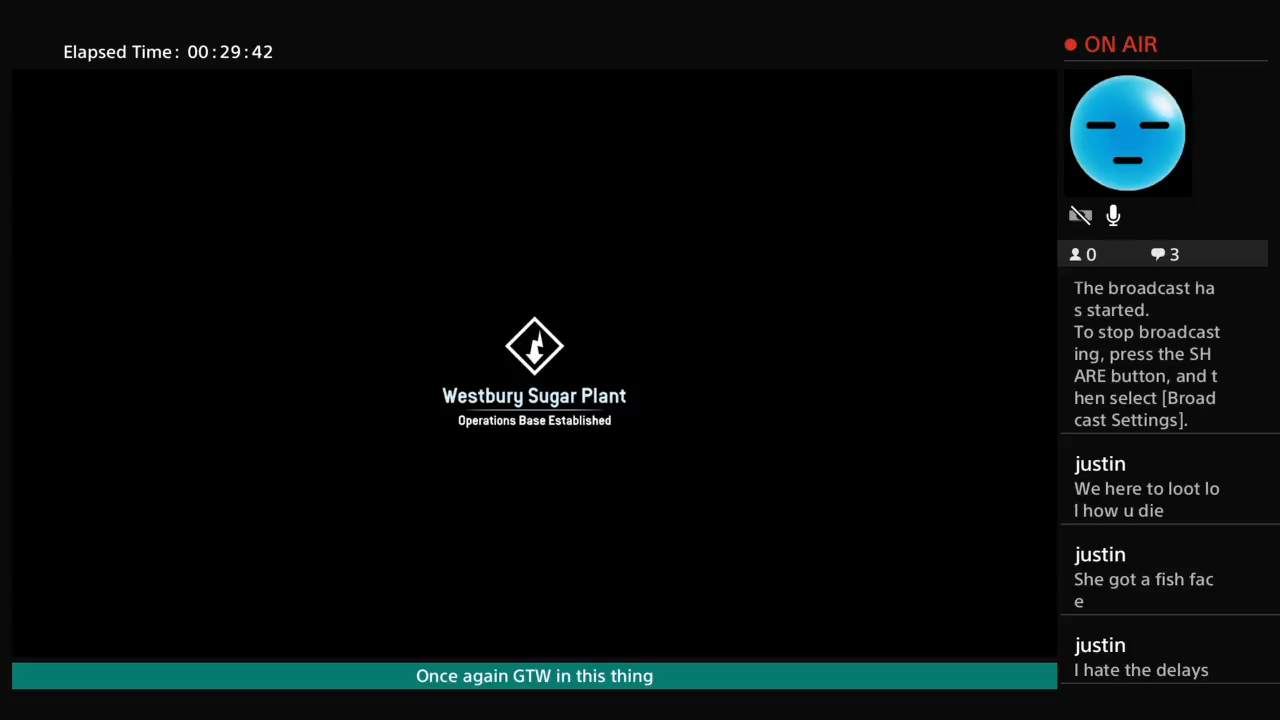 Elapsed Time: 00:29:42
ON AIR
Westbury Sugar Plant
Operations Base Established
0 3
The broadcast ha
s started.
To stop broadcast
ing, press the SH
ARE button, and t
hen select [Broad
cast Settings].
justin
We here to loot lo
l how u die
justin
She got a fish fac
e
justin
I hate the delays
Once again GTW in this thing